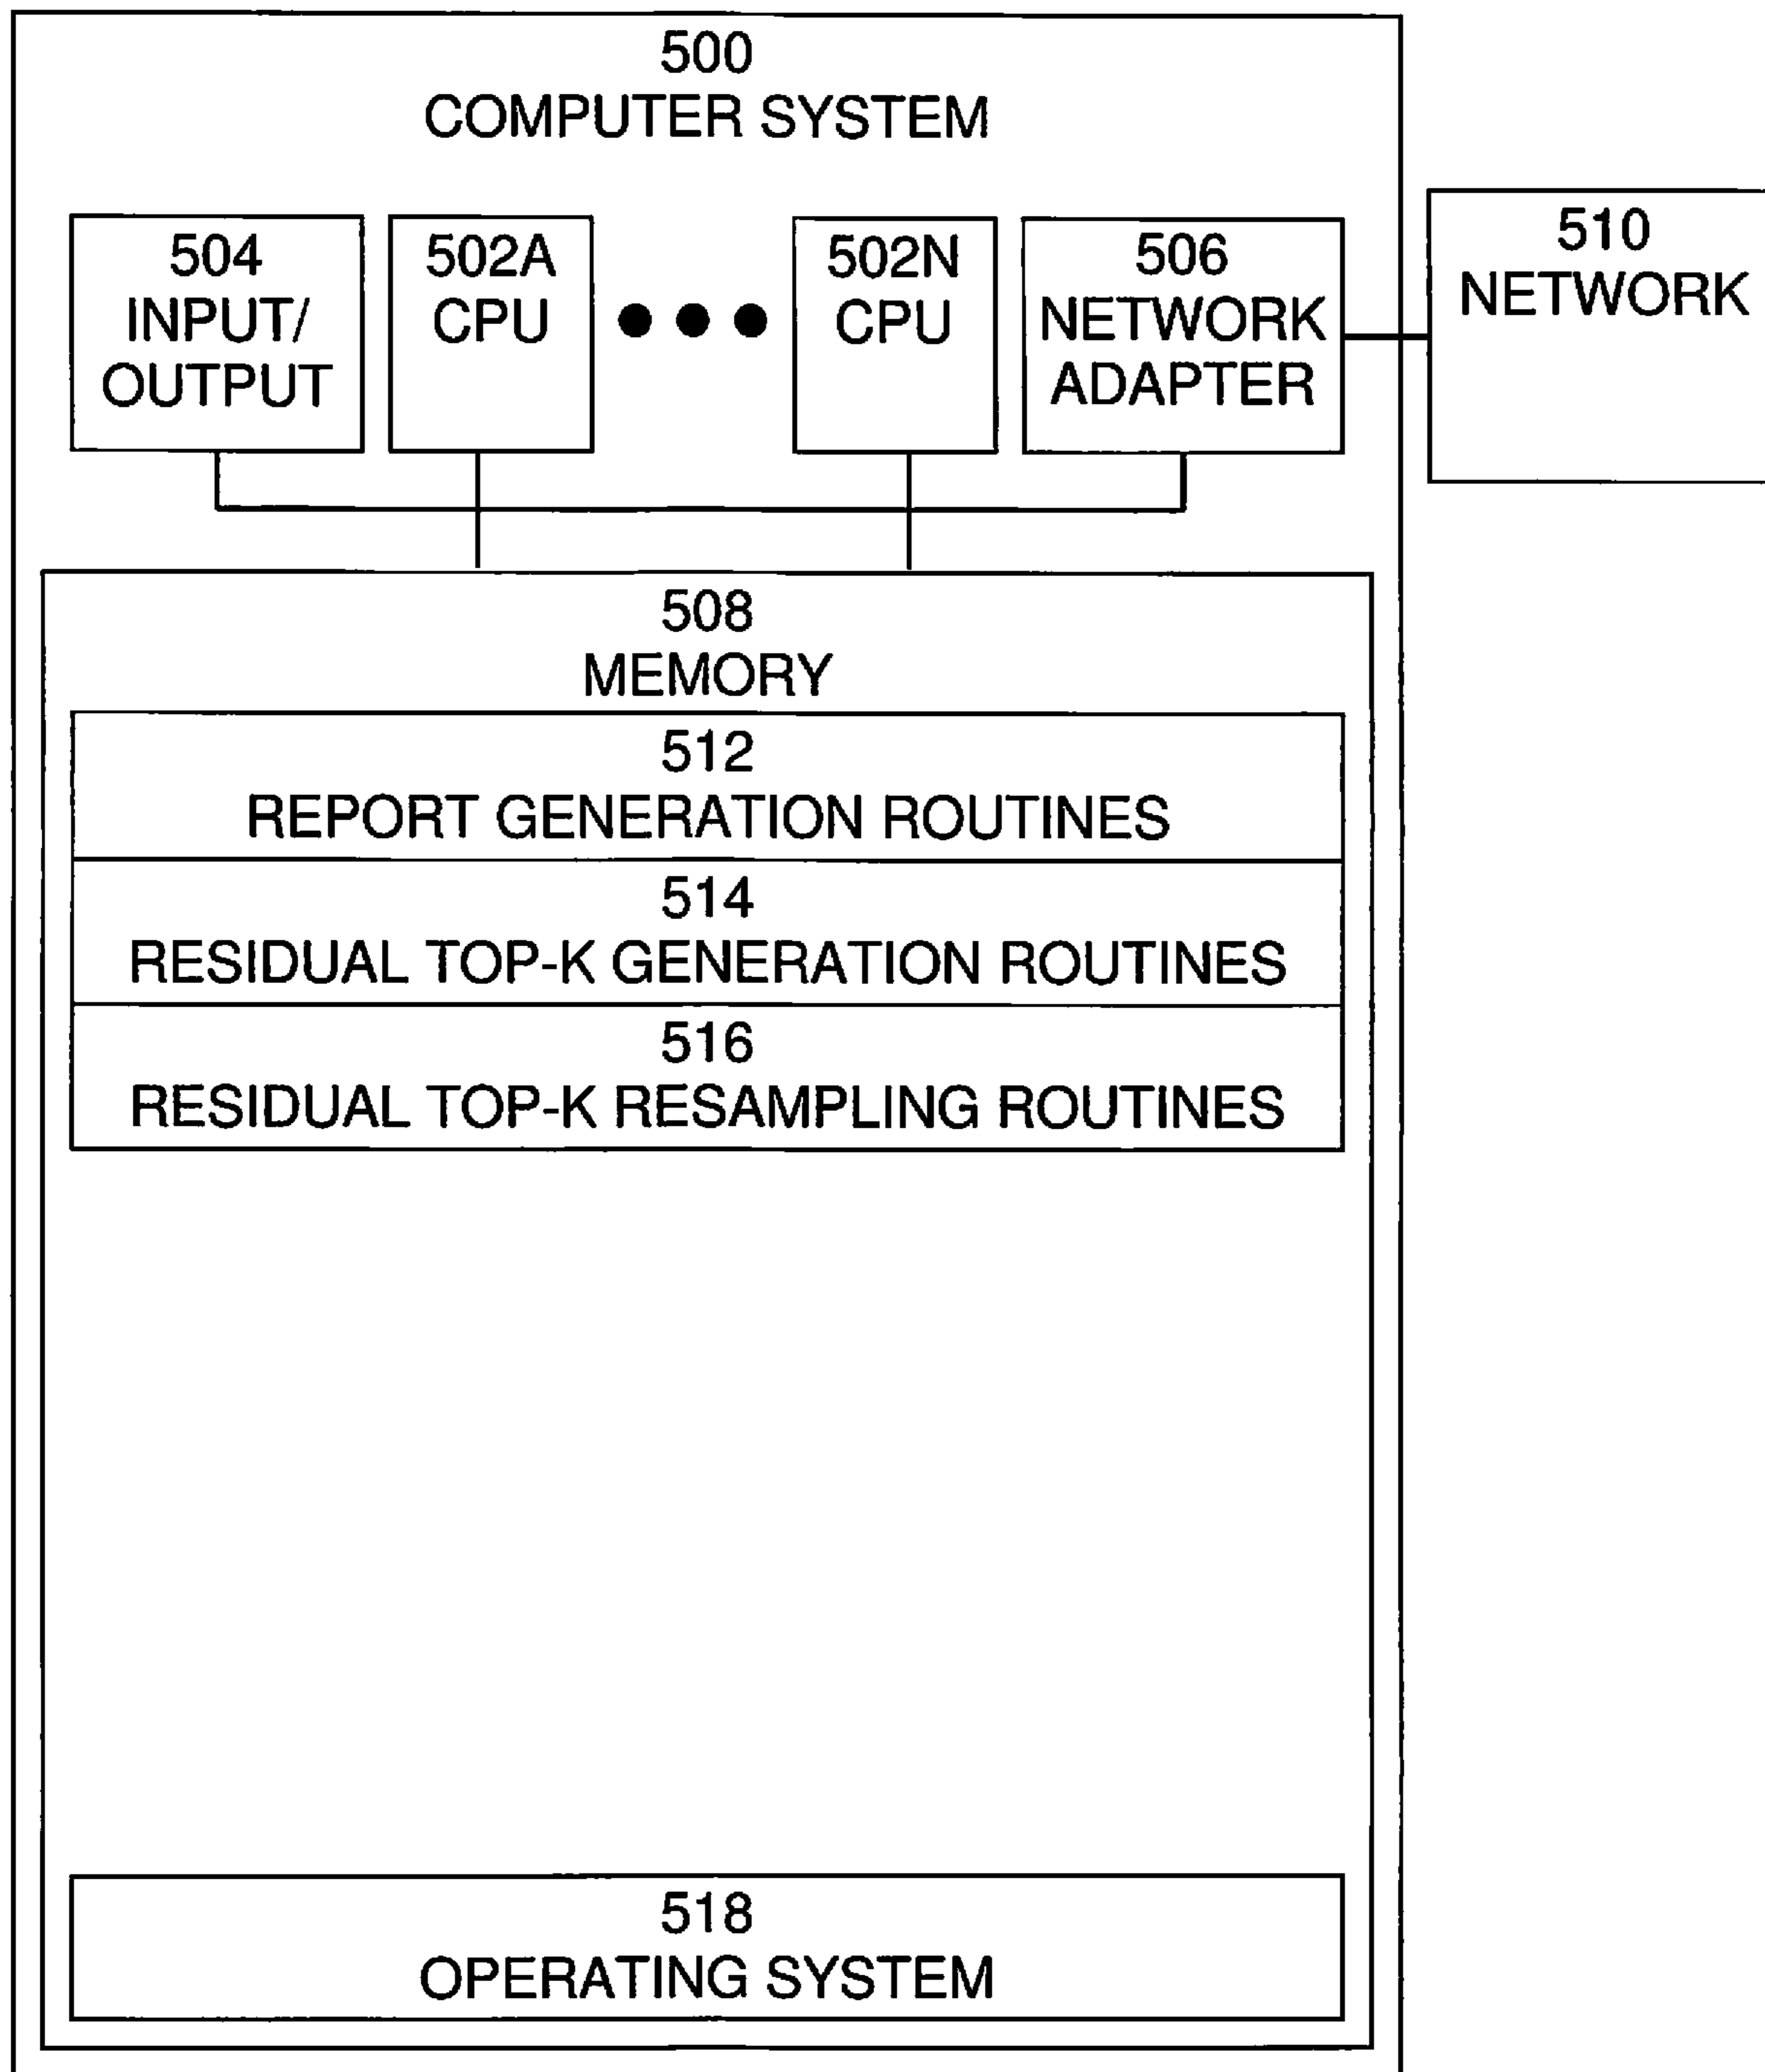 500
COMPUTER SYSTEM
504
INPUT/
OUTPUT
502A
CPU
502N
CPU
506
NETWORK
ADAPTER
510
NETWORK
508
MEMORY
512
REPORT GENERATION ROUTINES
514
RESIDUAL TOP-K GENERATION ROUTINES
516
RESIDUAL TOP-K RESAMPLING ROUTINES
518
OPERATING SYSTEM